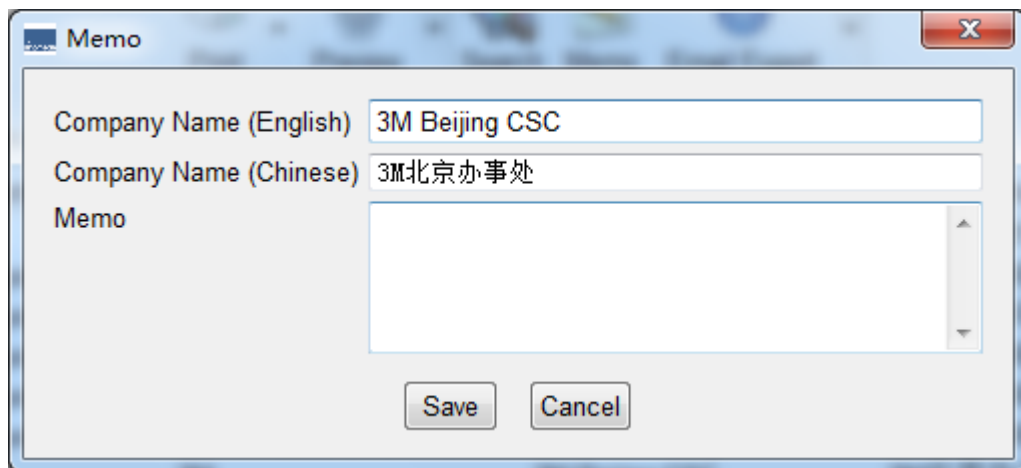 Memo
Company Name (English) 3M Beijing CSC
Company Name (Chinese) 3M北京办事处
Memo
Save Cancel